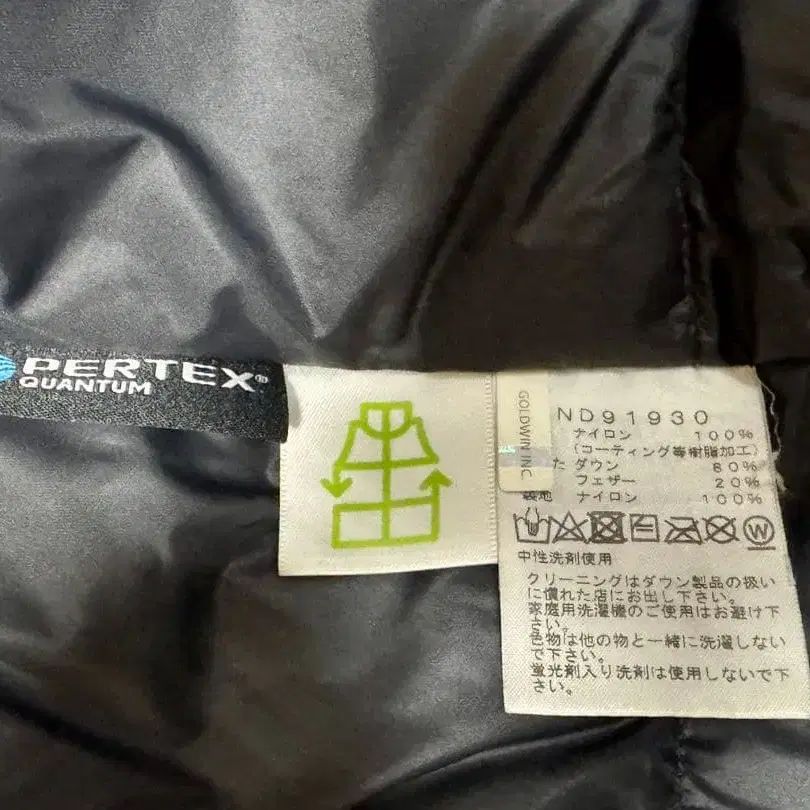 PERTEX®
QUANTUM
GOLDWIN INC
ND91930
ナイロン 100%
(コーティング等樹脂加工)
た ダウン 80%
フェザー 20%
裏地 ナイロン 100%
W
中性洗剤使用
クリーニングはダウン製品の扱い
に慣れた店にお出し下さい。
家庭用洗濯機のご使用はお避け下
さい。
色物は他の物と一緒に洗濯しない
で下さい。
蛍光剤入り洗剤は使用しないで下
さい。